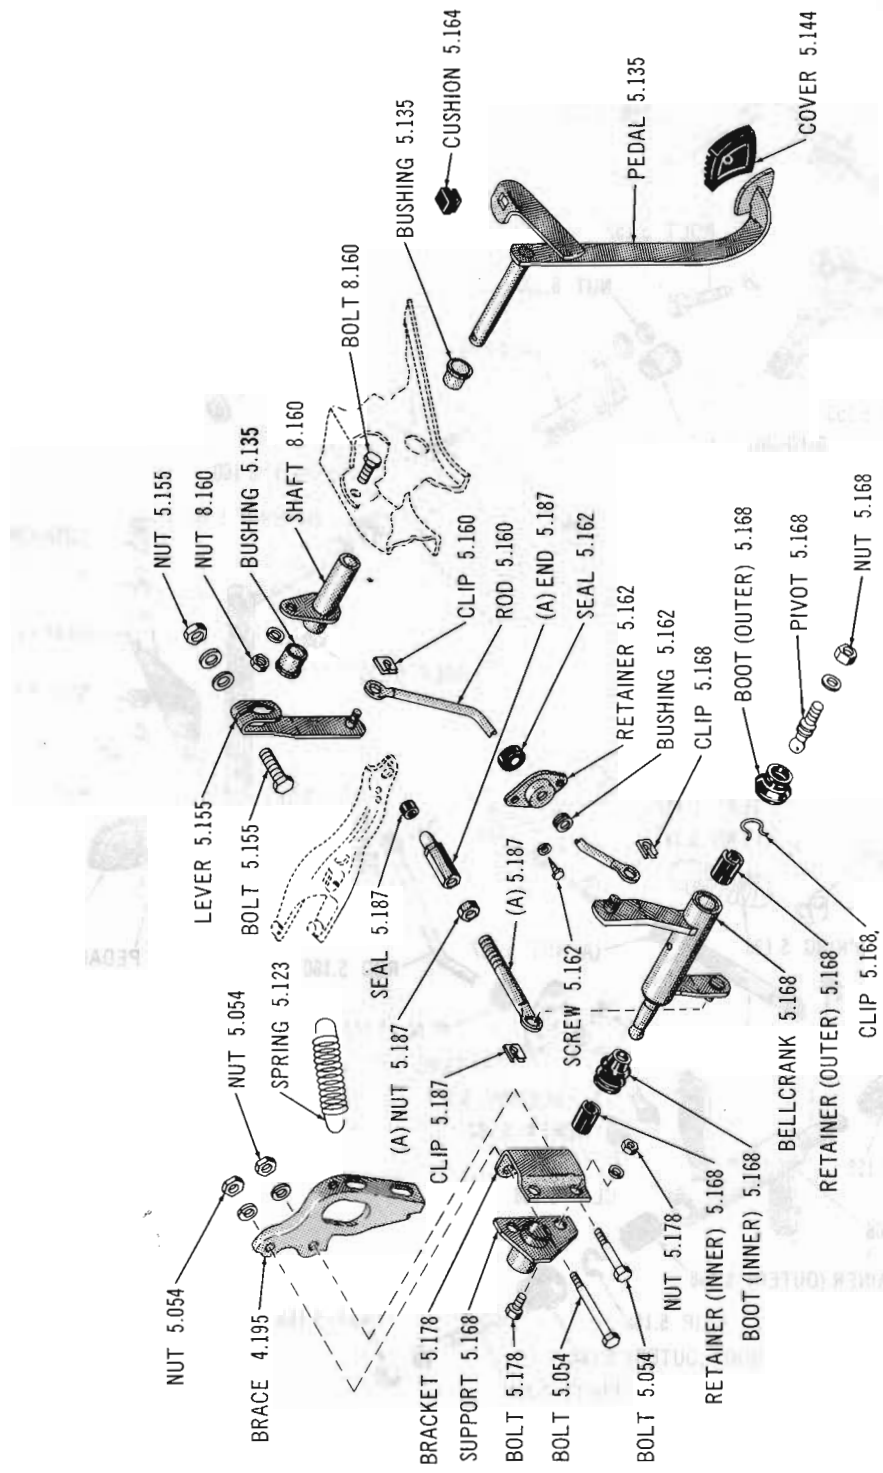 NUT 5.054
BRACE 4.195
BRACKET 5.178
SUPPORT 5.168
BOLT 5.178
BOLT 5.054
BOLT 5.054
NUT 5.054
SPRING 5.123
(A) NUT 5.187
CLIP 5.187
NUT 5.178
RETAINER (INNER) 5.168
BOOT (INNER) 5.168
LEVER 5.155
BOLT 5.155
SEAL 5.187
(A) 5.187
SCREW 5.162
BELLCRANK 5.168
RETAINER (OUTER) 5.168
CLIP 5.168,
NUT 5.155
NUT 8.160
BUSHING 5.135
SHAFT 8.160
BOLT 8.160
CLIP 5.160
ROD 5.160
(A) END 5.187
SEAL 5.162
RETAINER 5.162
BUSHING 5.162
CLIP 5.168
BOOT (OUTER) 5.168
PIVOT 5.168
NUT 5.168
BUSHING 5.135
CUSHION 5.164
PEDAL 5.135
COVER 5.144